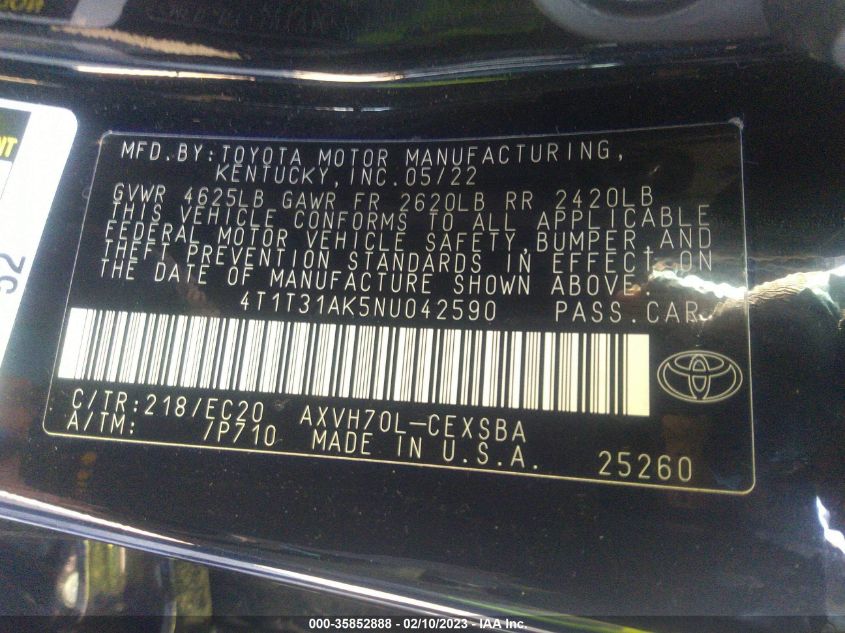 MFD.BY:TOYOTA MOTOR MANUFACTURING,
KENTUCKY,INC.05/22
GVWR 4625LB GAWR FR 2620LB RR 2420LB
THIS VEHICLE CONFORMS TO ALL APPLICABLE
FEDERAL MOTOR VEHICLE SAFETY,BUMPER,AND
THEFT PREVENTION STANDARDS IN EFFECT ON
THE DATE OF MANUFACTURE SHOWN ABOVE.
4T1T31AK5NU042590 PASS.CAR
C/TR:218/EC20 AXVH70L-CEXSBA
A/TM: /P710 MADE IN U.S.A. 25260
52
000-35852888 - 02/10/2023 - IAA Inc.